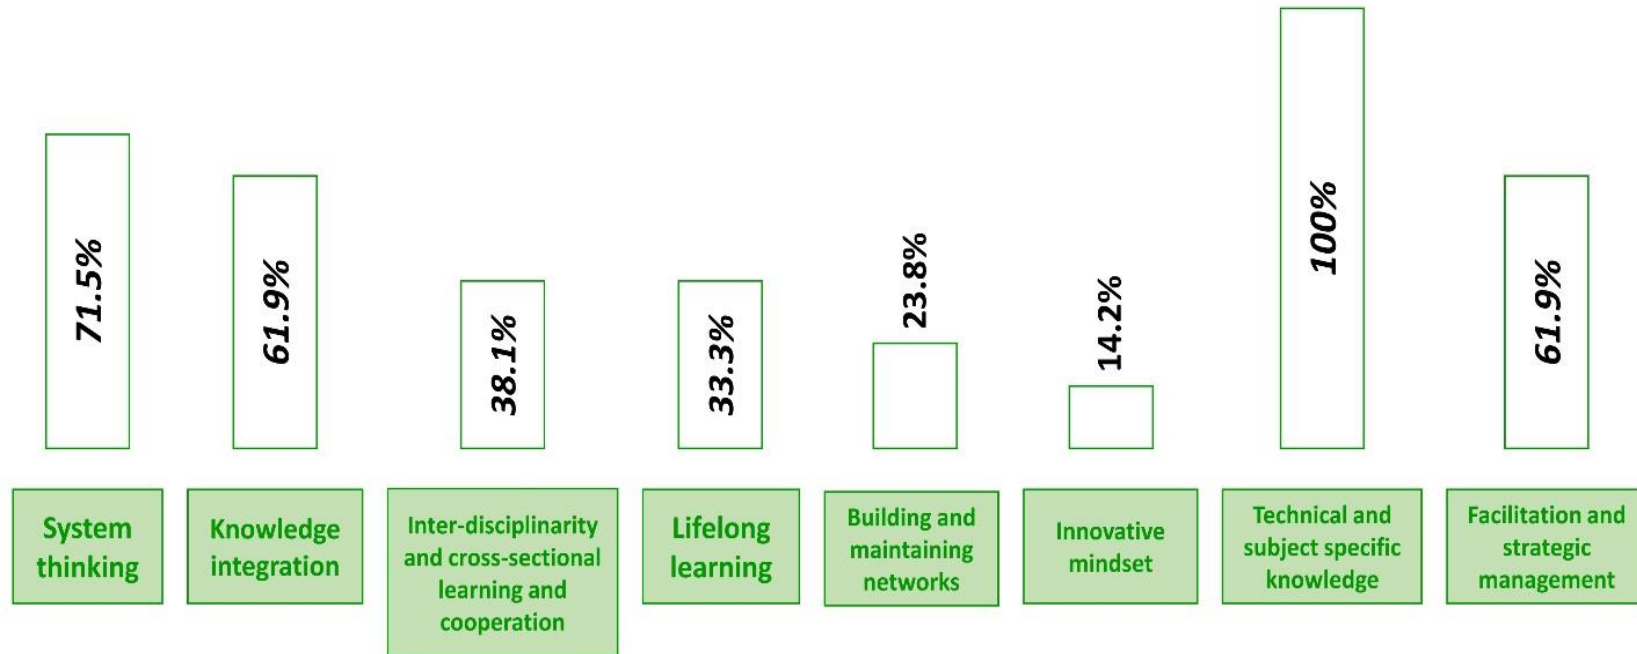 71.5%
61.9%
38.1%
33.3%
23.8%
14.2%
100%
61.9%
System
thinking
Knowledge
integration
Inter-disciplinarity
and cross-sectional
learning and
cooperation
Lifelong
learning
Building and
maintaining
networks
Innovative
mindset
Technical and
subject specific
knowledge
Facilitation and
strategic
management